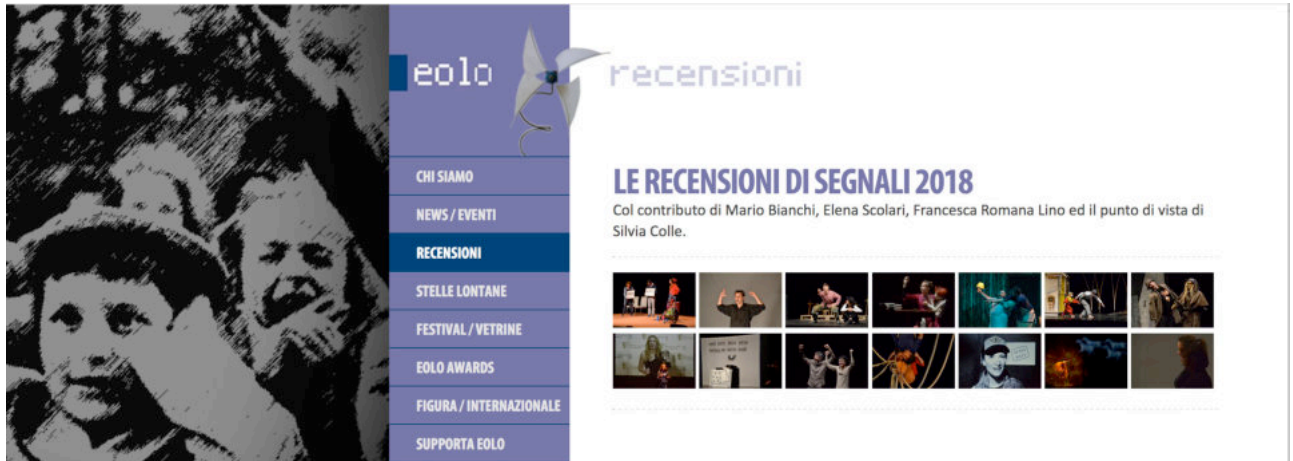 eolo
recensioni
CHI SIAMO
NEWS / EVENTI
RECENSIONI
STELLE LONTANE
FESTIVAL / VETRINE
EOLO AWARDS
FIGURA / INTERNAZIONALE
SUPPORTA EOLO
LE RECENSIONI DI SEGNALI 2018
Col contributo di Mario Bianchi, Elena Scolari, Francesca Romana Lino ed il punto di vista di
Silvia Colle.